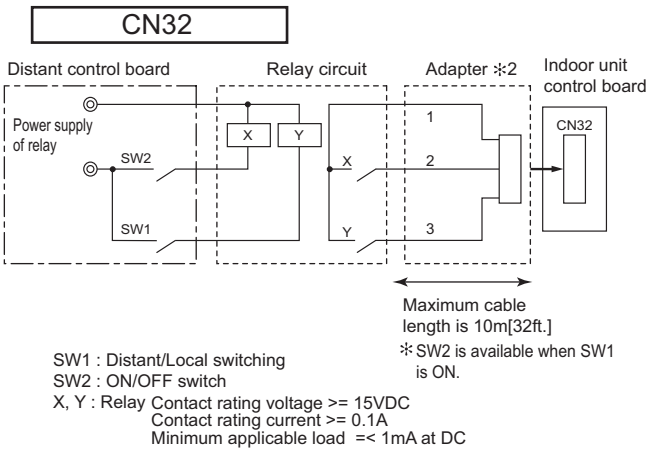 CN32
Distant control board
Relay circuit
Adapter ✻2
Indoor unit
control board
Power supply
of relay
X
Y
1
CN32
SW2
X
2
SW1
Y
3
Maximum cable
length is 10m[32ft.]
✻ SW2 is available when SW1
is ON.
SW1 : Distant/Local switching
SW2 : ON/OFF switch
X, Y : Relay Contact rating voltage >= 15VDC
Contact rating current >= 0.1A
Minimum applicable load =< 1mA at DC